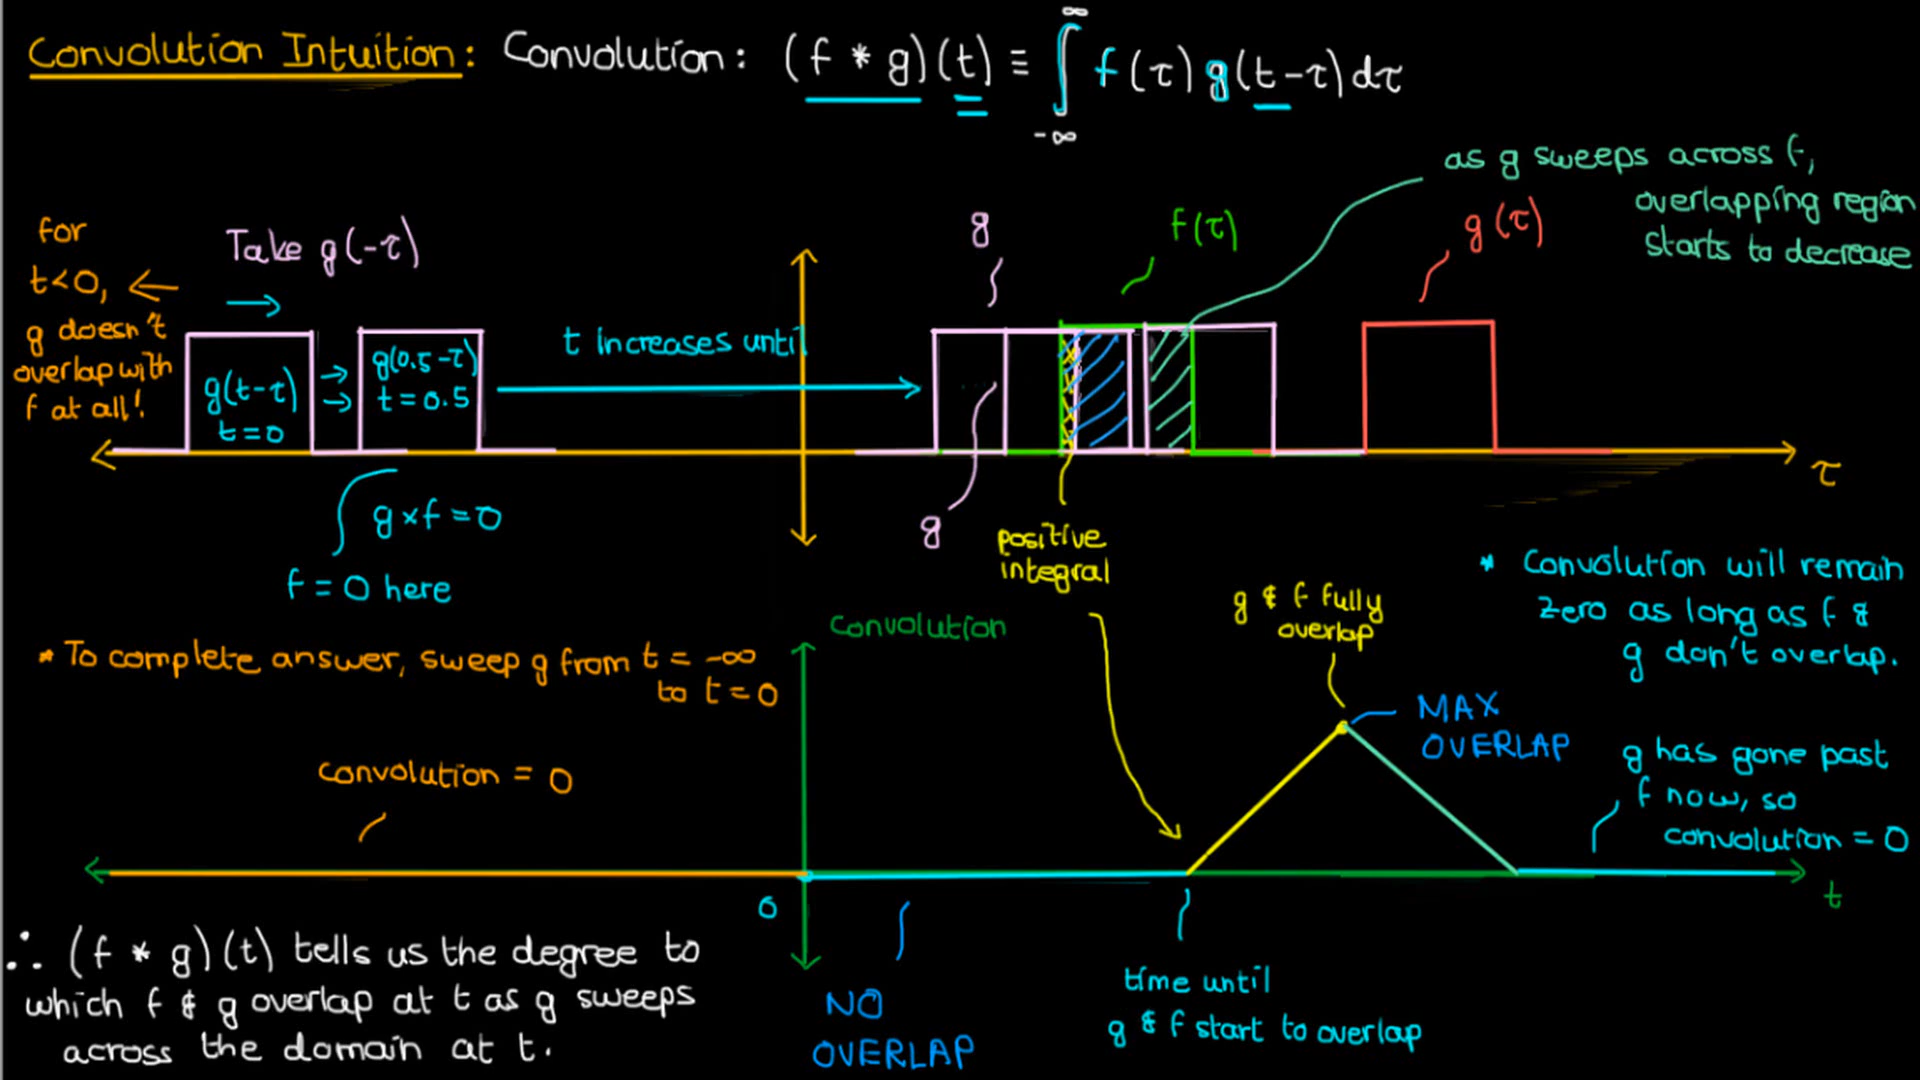 Convolution Intuition: Convolution: (f * g)(t) ≡ ∫ f(τ) g(t-τ)dτ
∞
-∞
as g sweeps across f,
overlapping region
starts to decrease
for
t<0, ←
g doesn't
overlap with
f at all!
Take g(-τ)
g(t-τ)
t=0
g(0.5-τ)
t=0.5
t increases until
g
f(τ)
g(τ)
τ
∫ g×f=0
f = 0 here
g
positive
integral
* Convolution will remain
zero as long as f &
g don't overlap.
* To complete answer, sweep g from t = -∞
to t=0
convolution
g & f fully
overlap
MAX
OVERLAP
g has gone past
f now, so
convolution = 0
convolution = 0
0
t
NO
OVERLAP
time until
g & f start to overlap
∴ (f * g)(t) tells us the degree to
which f & g overlap at t as g sweeps
across the domain at t.